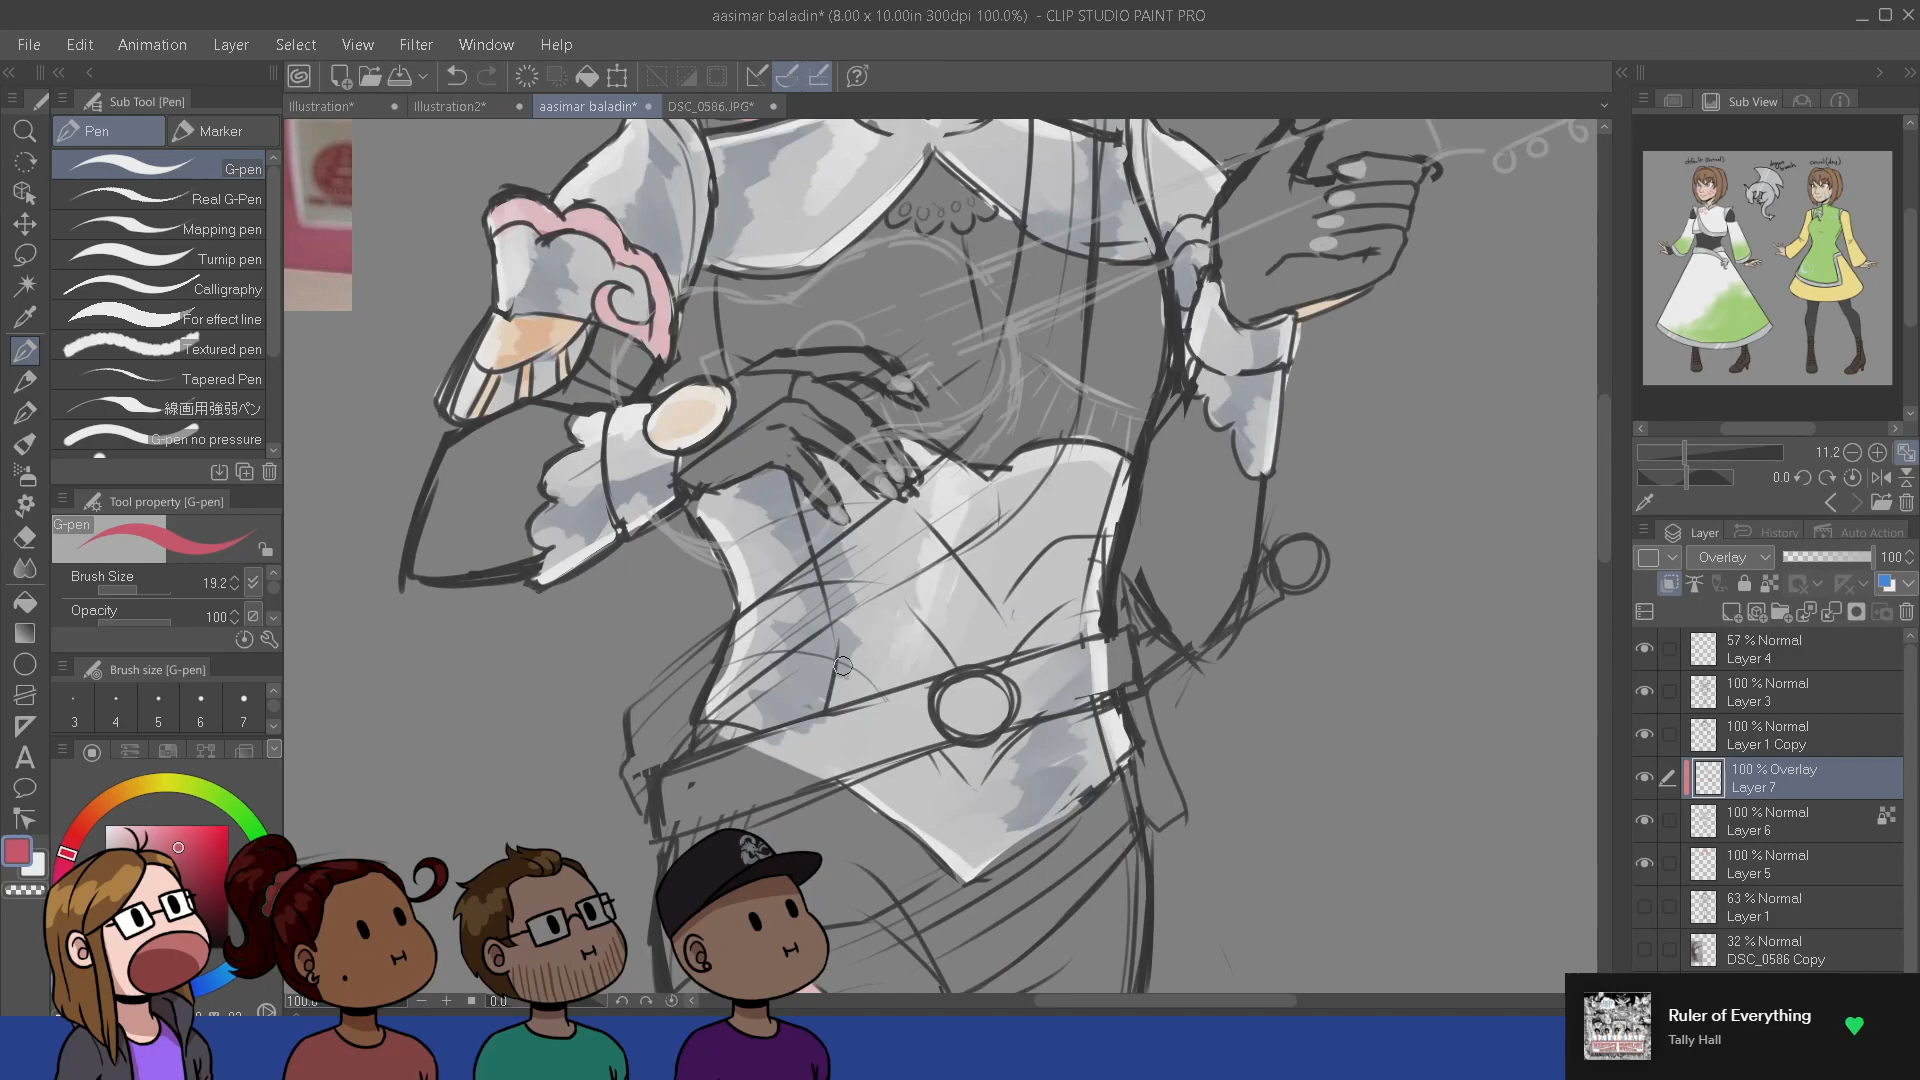 aasimar baladin* (8.00 x 10.00in 300dpi 100.0%) - CLIP STUDIO PAINT PRO
File Edit Animation Layer Select View Filter Window Help
Sub Tool [Pen]
Illustration* Illustration2* aasimar baladin* DSC_0586.JPG*
Sub View
Pen Marker
G-pen
Real G-Pen
Mapping pen
Turnip pen
Calligraphy
For effect line
Textured pen
Tapered Pen
線画用強弱ペン
G-pen no pressure
11.2
0.0
Tool property [G-pen]
G-pen
Brush Size 19.2
Opacity 100
Brush size [G-pen]
3 4 5 6 7
Layer History Auto Action
Overlay 100
57 % Normal
Layer 4
100 % Normal
Layer 3
100 % Normal
Layer 1 Copy
100 % Overlay
Layer 7
100 % Normal
Layer 6
100 % Normal
Layer 5
63 % Normal
Layer 1
32 % Normal
DSC_0586 Copy
100.0 0.0
Ruler of Everything
Tally Hall